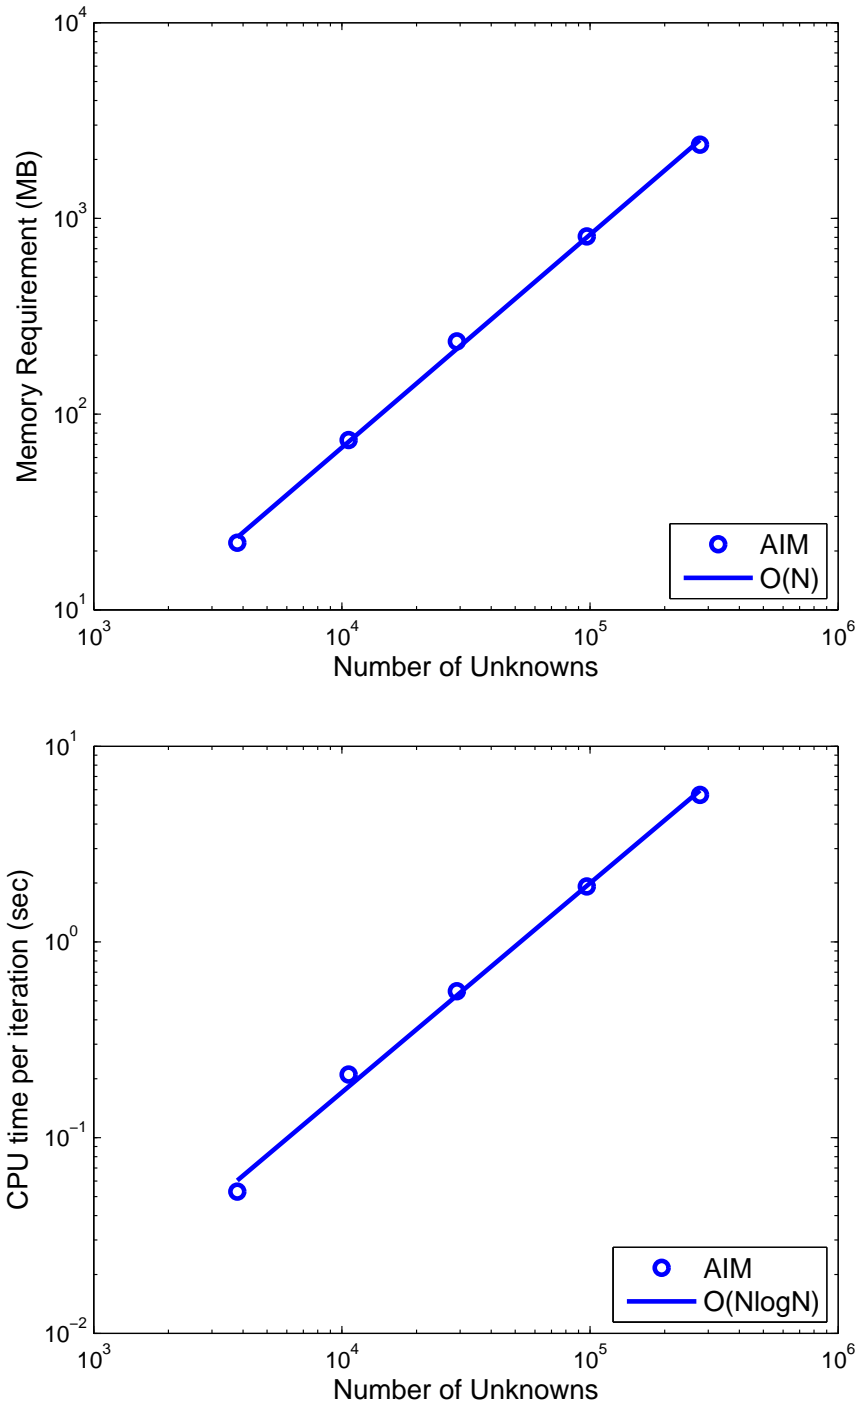 10^4
10^3
10^2
10^1
Memory Requirement (MB)
AIM
O(N)
10^3 10^4 10^5 10^6
Number of Unknowns
10^1
10^0
10^-1
10^-2
CPU time per iteration (sec)
AIM
O(NlogN)
10^3 10^4 10^5 10^6
Number of Unknowns